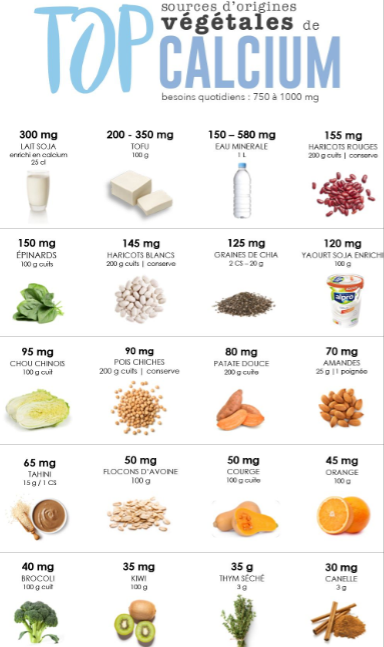 TOP
sources d'origines
végétales de
CALCIUM
besoins quotidiens : 750 à 1000 mg
300 mg
LAIT SOJA
enrichi en calcium
25 cl
200 - 350 mg
TOFU
100 g
150 – 580 mg
EAU MINERALE
1 L
155 mg
HARICOTS ROUGES
200 g cuits | conserve
150 mg
ÉPINARDS
100 g cuits
145 mg
HARICOTS BLANCS
200 g cuits | conserve
125 mg
GRAINES DE CHIA
2 CS - 20 g
120 mg
YAOURT SOJA ENRICHI
100 g
alpro
95 mg
CHOU CHINOIS
100 g cuit
90 mg
POIS CHICHES
200 g cuits | conserve
80 mg
PATATE DOUCE
200 g cuite
70 mg
AMANDES
25 g | 1 poignée
65 mg
TAHINI
15 g / 1 CS
50 mg
FLOCONS D'AVOINE
100 g
50 mg
COURGE
100 g cuite
45 mg
ORANGE
100 g
40 mg
BROCOLI
100 g cuit
35 mg
KIWI
100 g
35 g
THYM SÉCHÉ
3 g
30 mg
CANELLE
3 g